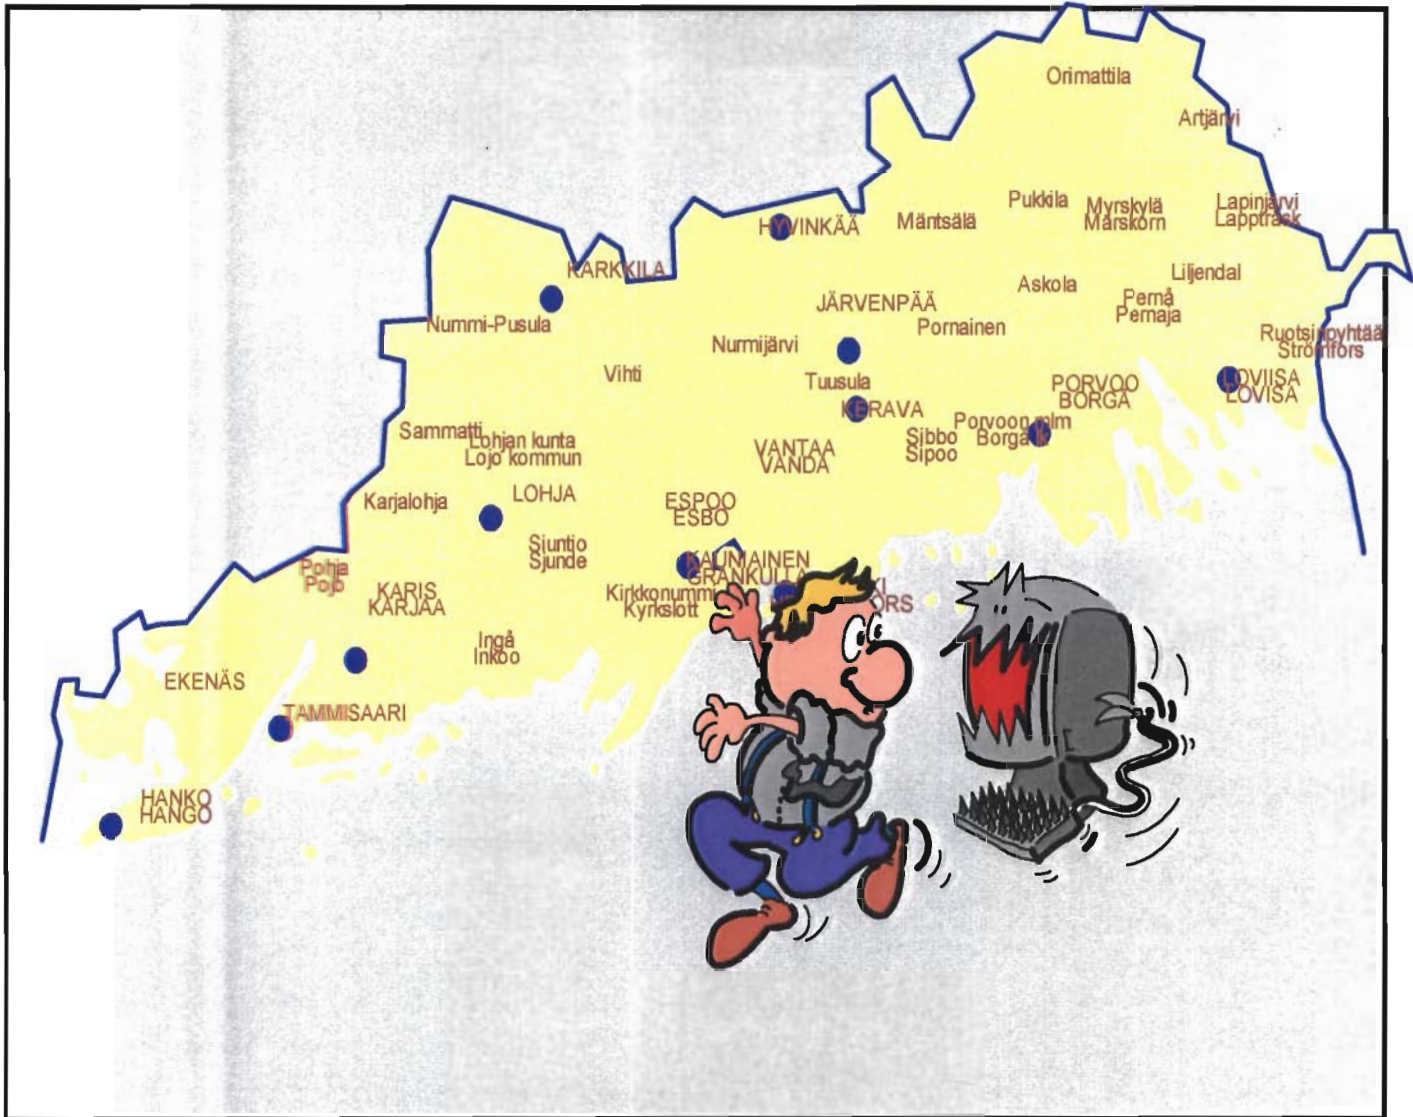 Orimattila
Artjärvi
Pukkila
Myrskylä
Mårskorn
Lapinjärvi
Lappträsk
HYVINKÄÄ
Mäntsälä
KARKKILA
Askola
Liljendal
JÄRVENPÄÄ
Pernå
Pernaja
Nummi-Pusula
Pornainen
Nurmijärvi
Ruotsinpyhtää
Strömfors
Vihti
Tuusula
PORVOO
BORGÅ
LOVIISA
LOVISA
KERAVA
Sammatti
Lohjan kunta
Lojo kommun
VANTAA
VANDA
Sibbo
Sipoo
Porvoon mlm
Borgå lk
Karjalohja
LOHJA
ESPOO
ESBO
Siuntio
Sjunde
KAUNIAINEN
GRANKULLA
Pohja
Pojo
KARIS
KARJAA
Kirkkonummi
Kyrkslott
Ingå
Inkoo
EKENÄS
TAMMISAARI
HANKO
HANGO